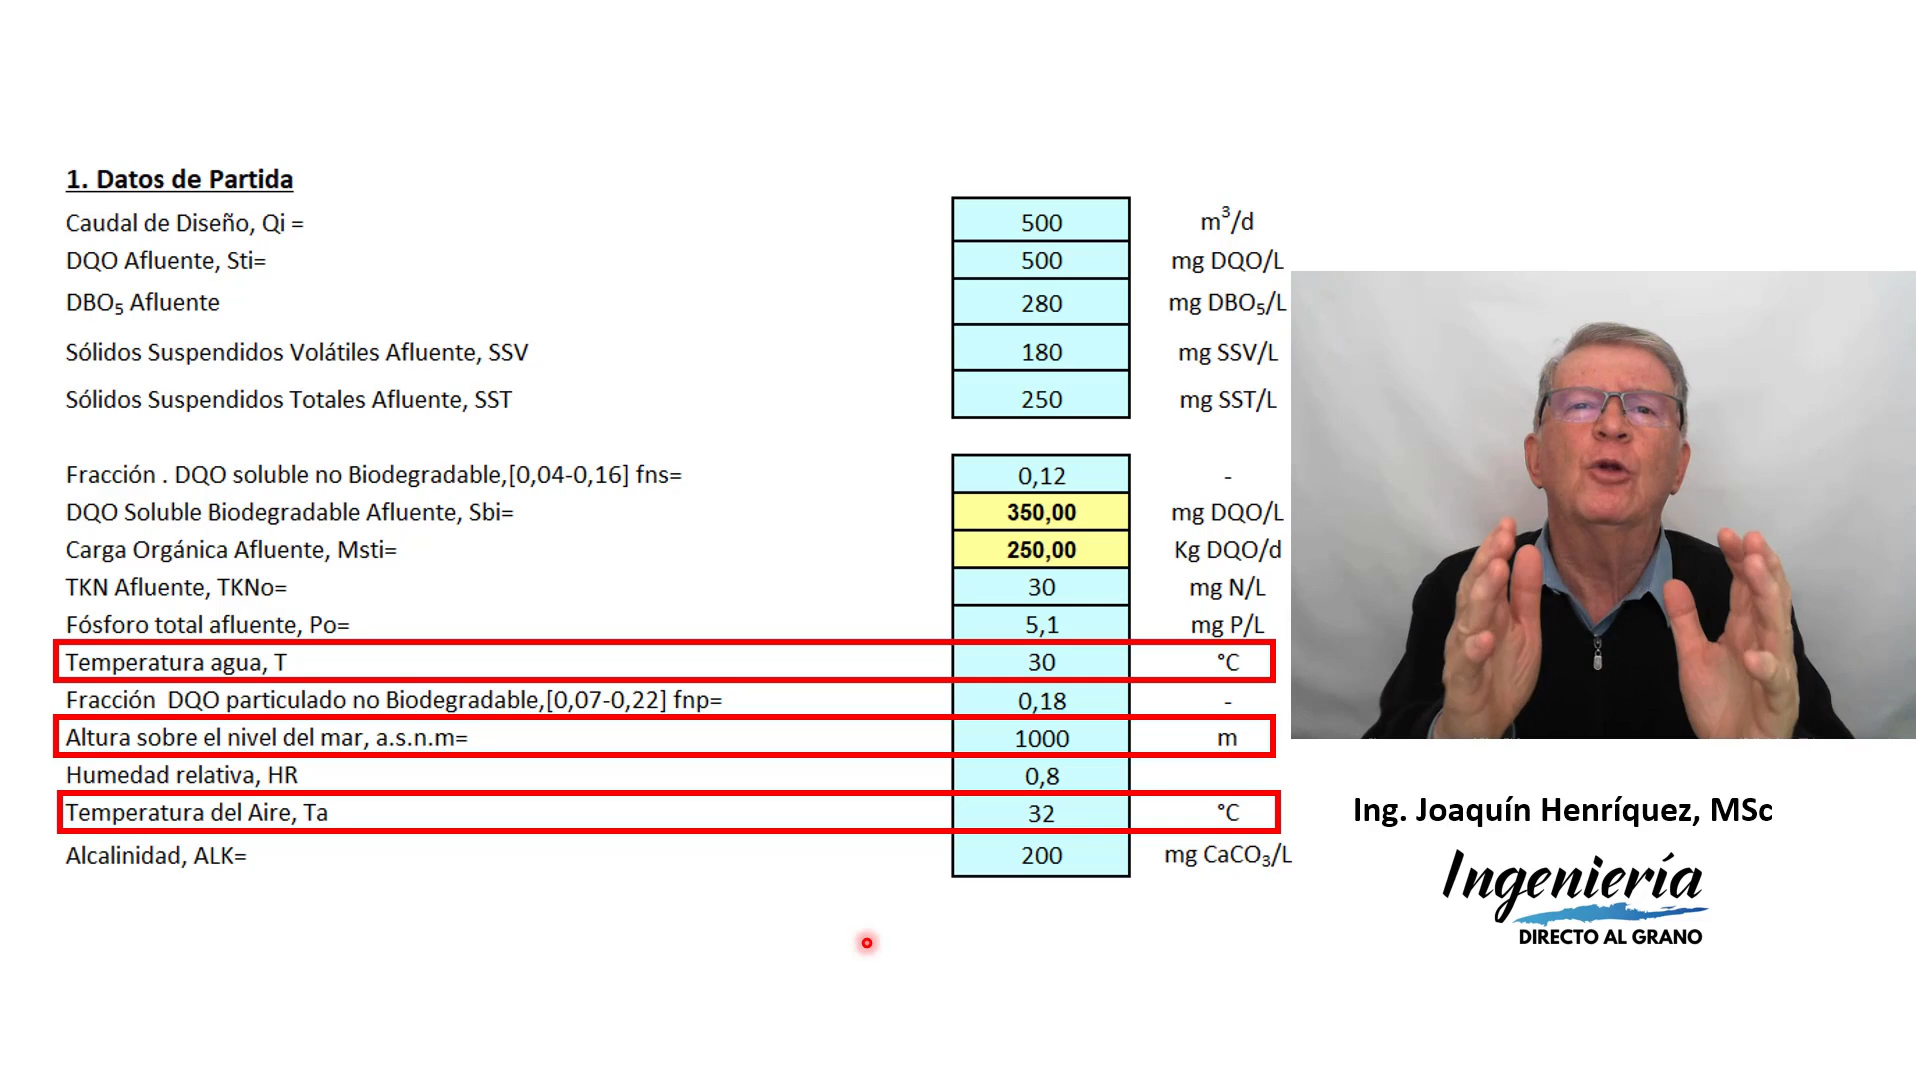 1. Datos de Partida
Caudal de Diseño, Qi = 500 m³/d
DQO Afluente, Sti= 500 mg DQO/L
DBO₅ Afluente 280 mg DBO₅/L
Sólidos Suspendidos Volátiles Afluente, SSV 180 mg SSV/L
Sólidos Suspendidos Totales Afluente, SST 250 mg SST/L
Fracción . DQO soluble no Biodegradable,[0,04-0,16] fns= 0,12 -
DQO Soluble Biodegradable Afluente, Sbi= 350,00 mg DQO/L
Carga Orgánica Afluente, Msti= 250,00 Kg DQO/d
TKN Afluente, TKNo= 30 mg N/L
Fósforo total afluente, Po= 5,1 mg P/L
Temperatura agua, T 30 °C
Fracción  DQO particulado no Biodegradable,[0,07-0,22] fnp= 0,18 -
Altura sobre el nivel del mar, a.s.n.m= 1000 m
Humedad relativa, HR 0,8
Temperatura del Aire, Ta 32 °C
Alcalinidad, ALK= 200 mg CaCO₃/L
Ing. Joaquín Henríquez, MSc
Ingeniería
DIRECTO AL GRANO